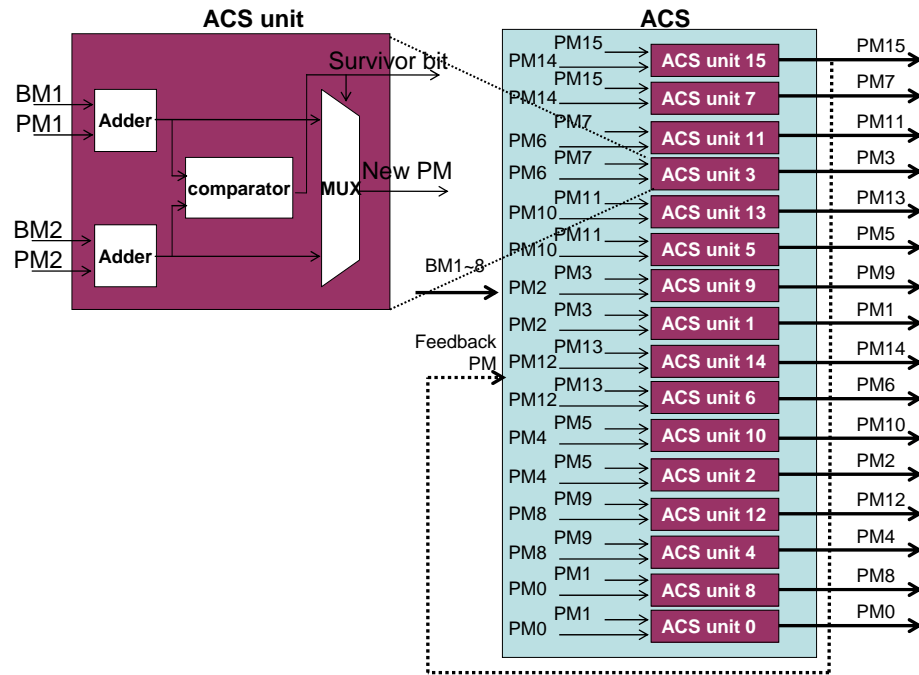 ACS unit
Survivor bit
BM1
PM1
Adder
comparator
MUX
New PM
BM2
PM2
Adder
BM1~8
Feedback
PM
ACS
PM15
PM14
ACS unit 15
PM15
PM15
PM14
ACS unit 7
PM7
PM7
PM6
ACS unit 11
PM11
PM7
PM6
ACS unit 3
PM3
PM11
PM10
ACS unit 13
PM13
PM11
PM10
ACS unit 5
PM5
PM3
PM2
ACS unit 9
PM9
PM3
PM2
ACS unit 1
PM1
PM13
PM12
ACS unit 14
PM14
PM13
PM12
ACS unit 6
PM6
PM5
PM4
ACS unit 10
PM10
PM5
PM4
ACS unit 2
PM2
PM9
PM8
ACS unit 12
PM12
PM9
PM8
ACS unit 4
PM4
PM1
PM0
ACS unit 8
PM8
PM1
PM0
ACS unit 0
PM0